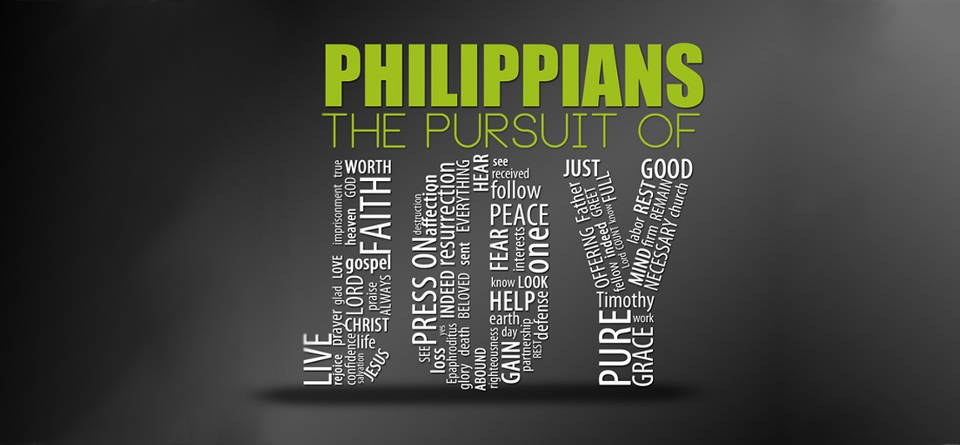 PHILIPPIANS
THE PURSUIT OF
true
WORTH
imprisonment
GOD
heaven
FAITH
LOVE
gospel
glad
LORD
praise
ALWAYS
prayer
CHRIST
LIVE
rejoice
confidence
life
salvation
JESUS
destruction
affection
PRESS ON
resurrection
EVERYTHING
HEAR
see
received
follow
PEACE
FEAR
interests
one
INDEED
BELOVED
sent
know LOOK
HELP
earth
defense
SEE
loss
yes
Epaphroditus
glory
death
ABOUND
righteousness
GAIN
day
partnership
REST
JUST
GOOD
Father
GREET
FULL
OFFERING
fellow
indeed
Lord
COUNT
know
labor
REST
MIND
firm
REMAIN
NECESSARY
church
Timothy
PURE
GRACE
work